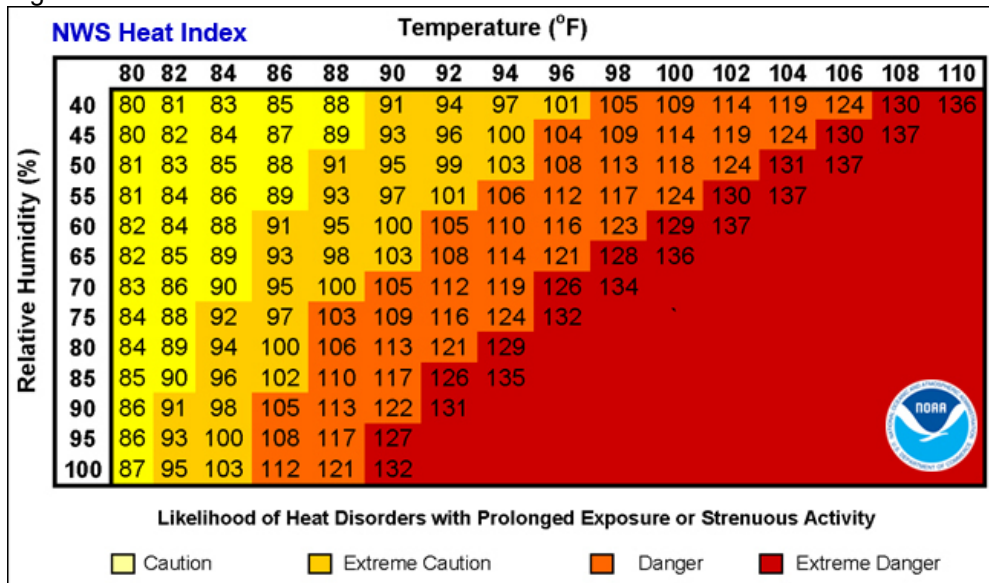 NWS Heat Index Temperature (°F)
80 82 84 86 88 90 92 94 96 98 100 102 104 106 108 110
Relative Humidity (%)
40 80 81 83 85 88 91 94 97 101 105 109 114 119 124 130 136
45 80 82 84 87 89 93 96 100 104 109 114 119 124 130 137
50 81 83 85 88 91 95 99 103 108 113 118 124 131 137
55 81 84 86 89 93 97 101 106 112 117 124 130 137
60 82 84 88 91 95 100 105 110 116 123 129 137
65 82 85 89 93 98 103 108 114 121 128 136
70 83 86 90 95 100 105 112 119 126 134
75 84 88 92 97 103 109 116 124 132
80 84 89 94 100 106 113 121 129
85 85 90 96 102 110 117 126 135
90 86 91 98 105 113 122 131
95 86 93 100 108 117 127
100 87 95 103 112 121 132
NOAA
Likelihood of Heat Disorders with Prolonged Exposure or Strenuous Activity
Caution Extreme Caution Danger Extreme Danger